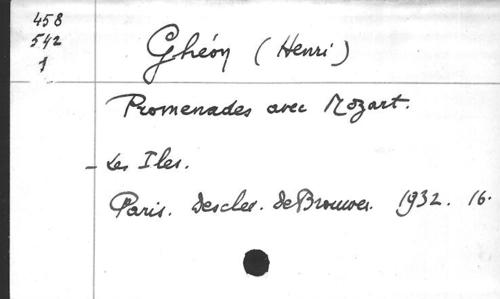 458
542
1
Ghéon (Henri)
Promenades avec Mozart.
- Les Iles.
Paris. Desclee. de Brouwer. 1932. 16.